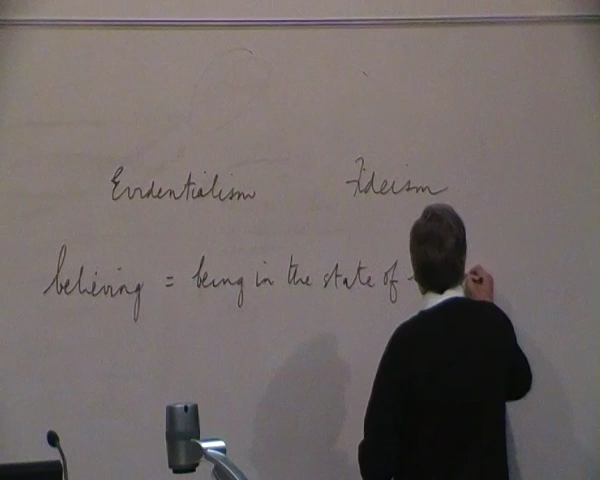 Evidentialism Fideism
believing = being in the state of